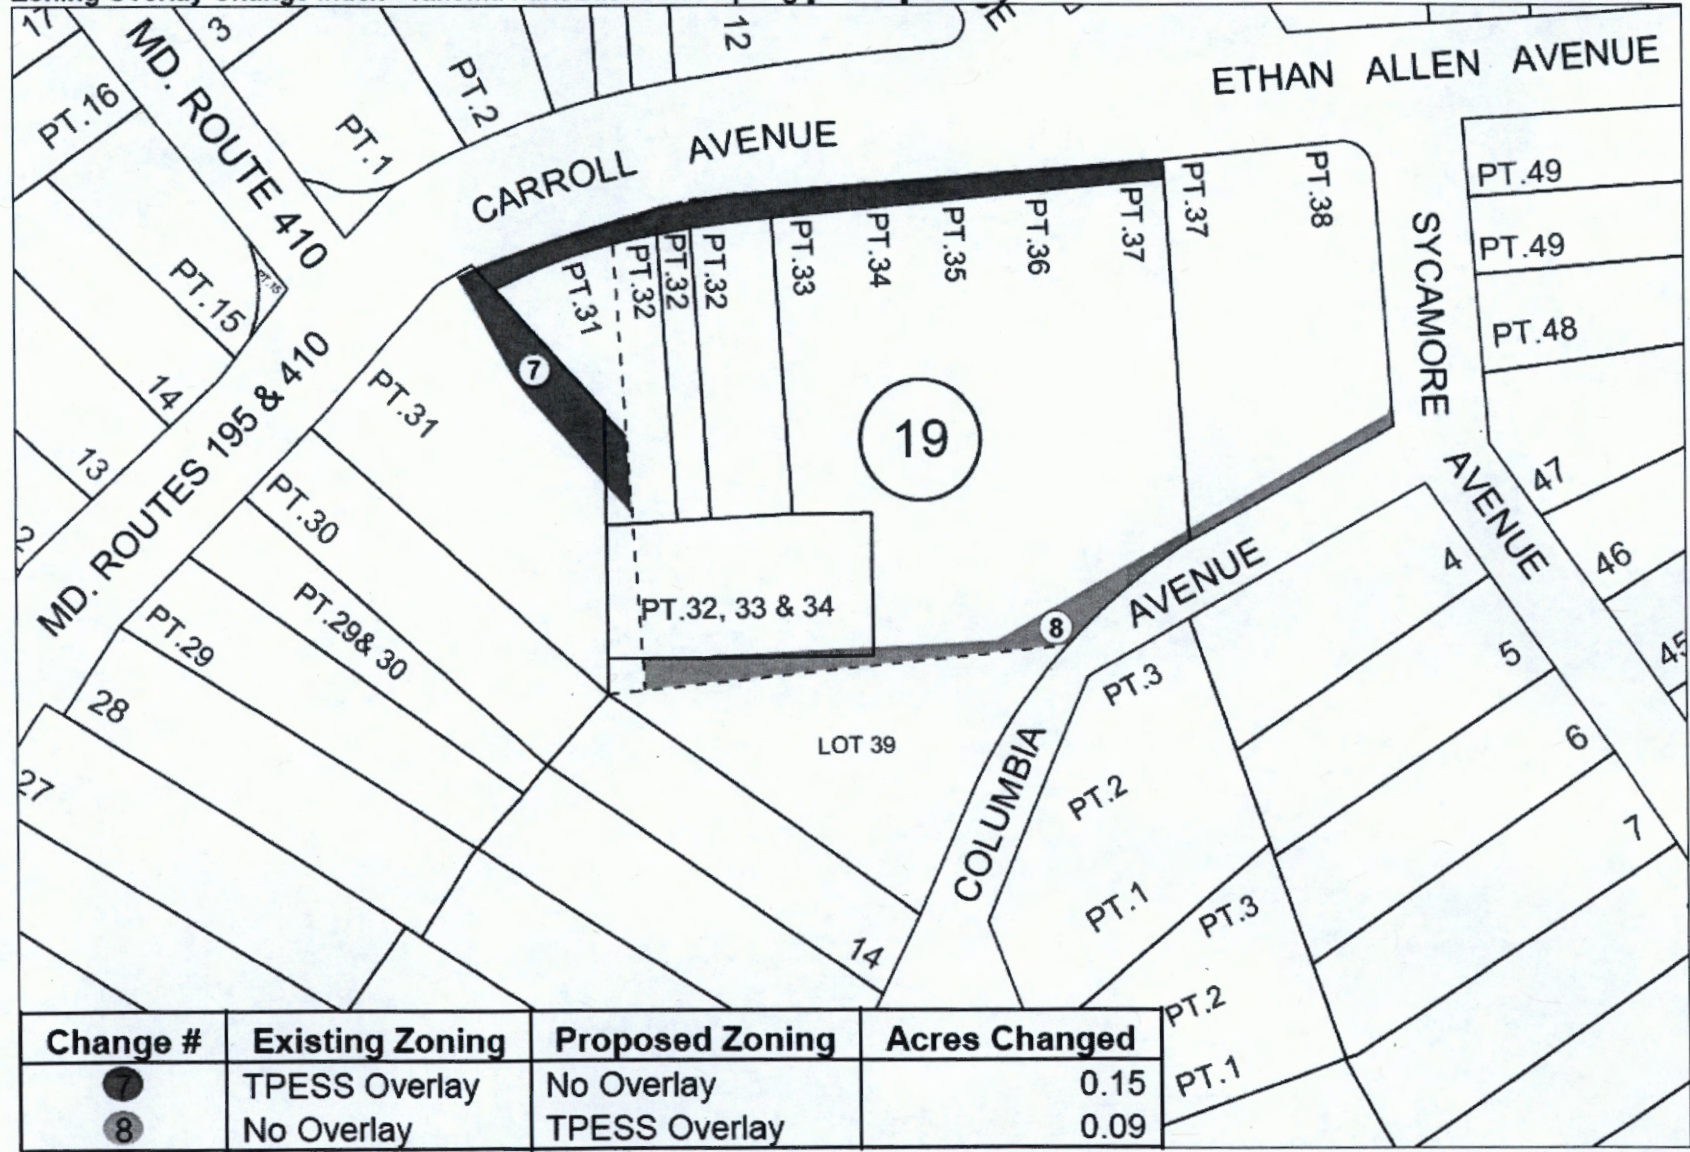 17
3
12
MD. ROUTE 410
PT.16
PT.1
PT.2
ETHAN ALLEN AVENUE
CARROLL AVENUE
PT.15
14
13
MD. ROUTES 195 & 410
PT.31
PT.30
PT.29& 30
PT.29
28
27
7
PT.31
PT.32
PT.32
PT.32
PT.33
PT.34
PT.35
PT.36
PT.37
PT.37
PT.38
19
PT.32, 33 & 34
8
LOT 39
SYCAMORE AVENUE
PT.49
PT.49
PT.48
47
46
45
COLUMBIA AVENUE
4
5
6
7
PT.3
PT.2
PT.1
PT.3
PT.2
PT.1
14
Change # Existing Zoning Proposed Zoning Acres Changed
7 TPESS Overlay No Overlay 0.15
8 No Overlay TPESS Overlay 0.09